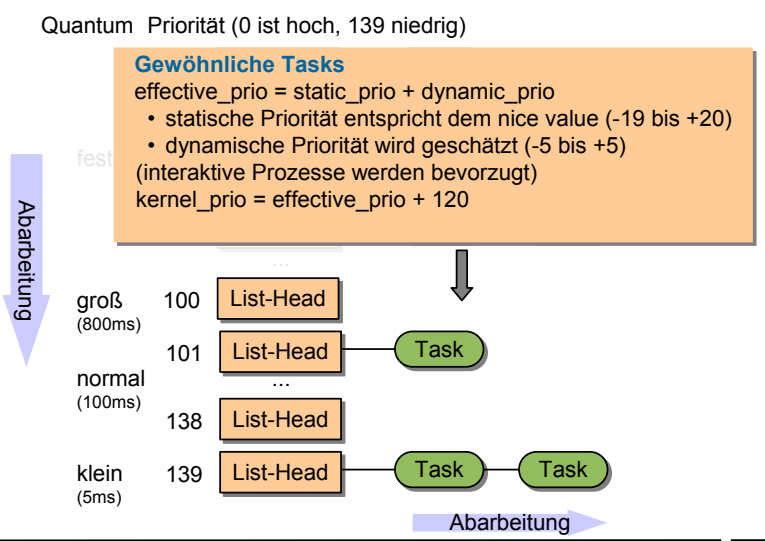 Quantum Priorität (0 ist hoch, 139 niedrig)
Gewöhnliche Tasks
effective_prio = static_prio + dynamic_prio
• statische Priorität entspricht dem nice value (-19 bis +20)
• dynamische Priorität wird geschätzt (-5 bis +5)
(interaktive Prozesse werden bevorzugt)
kernel_prio = effective_prio + 120
fest
Abarbeitung
...
groß 100 List-Head
(800ms)
101 List-Head Task
normal ...
(100ms)
138 List-Head
klein 139 List-Head Task Task
(5ms)
Abarbeitung